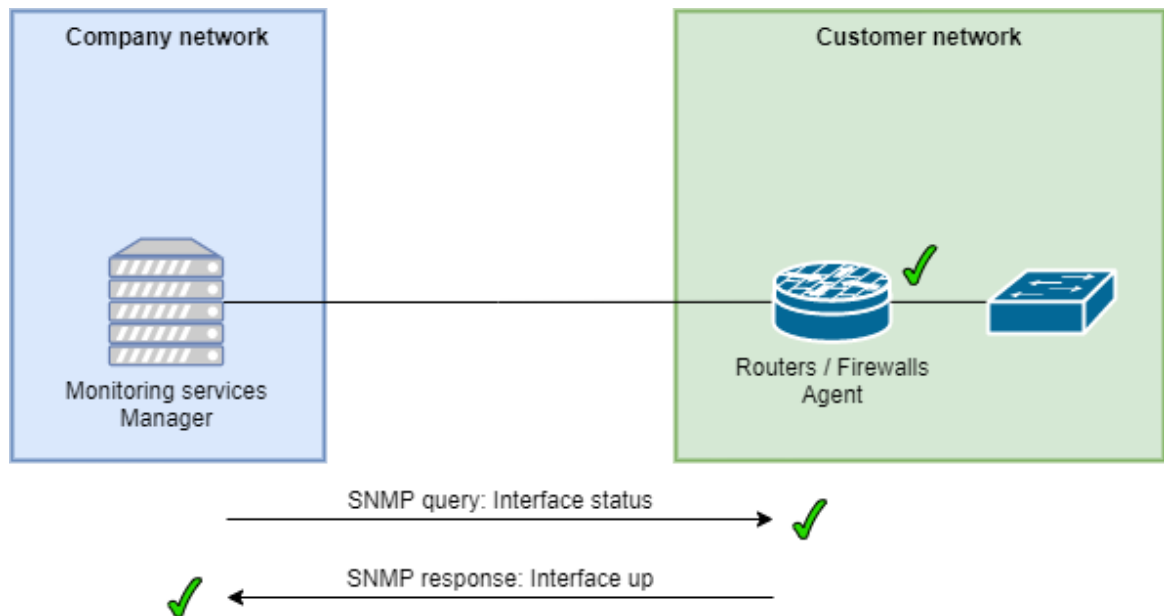 Company network
Customer network
Monitoring services
Manager
Routers / Firewalls
Agent
SNMP query: Interface status
SNMP response: Interface up